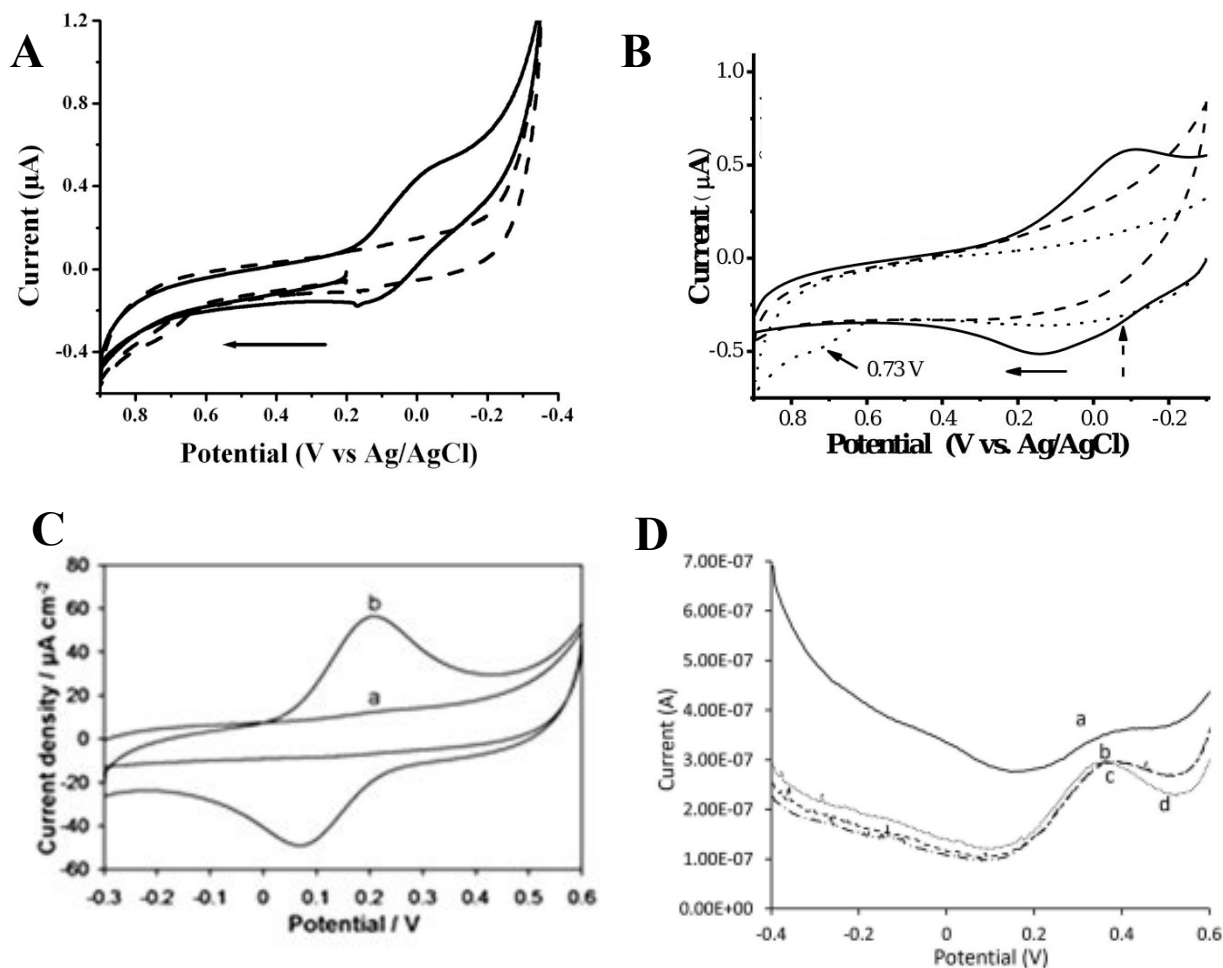 A
Current (μA)
1.2
0.8
0.4
0.0
-0.4
0.8 0.6 0.4 0.2 0.0 -0.2 -0.4
Potential (V vs Ag/AgCl)
B
Current (μA)
1.0
0.5
0.0
-0.5
0.73 V
0.8 0.6 0.4 0.2 0.0 -0.2
Potential (V vs. Ag/AgCl)
C
Current density / μA cm-2
80
60
40
20
0
-20
-40
-60
b
a
-0.3 -0.2 -0.1 0 0.1 0.2 0.3 0.4 0.5 0.6
Potential / V
D
Current (A)
7.00E-07
6.00E-07
5.00E-07
4.00E-07
3.00E-07
2.00E-07
1.00E-07
0.00E+00
a
b
c
d
-0.4 -0.2 0 0.2 0.4 0.6
Potential (V)